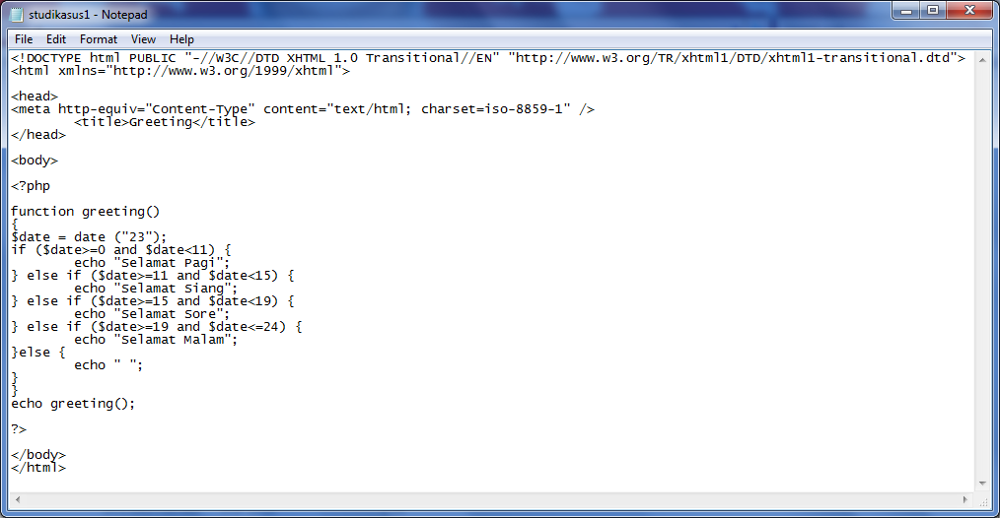 studikasus1 - Notepad
File Edit Format View Help
<!DOCTYPE html PUBLIC "-//W3C//DTD XHTML 1.0 Transitional//EN" "http://www.w3.org/TR/xhtml1/DTD/xhtml1-transitional.dtd">
<html xmlns="http://www.w3.org/1999/xhtml">
<head>
<meta http-equiv="Content-Type" content="text/html; charset=iso-8859-1" />
<title>Greeting</title>
</head>
<body>
<?php
function greeting()
{
$date = date ("23");
if ($date>=0 and $date<11) {
echo "Selamat Pagi";
} else if ($date>=11 and $date<15) {
echo "Selamat Siang";
} else if ($date>=15 and $date<19) {
echo "Selamat Sore";
} else if ($date>=19 and $date<=24) {
echo "Selamat Malam";
}else {
echo " ";
}
}
echo greeting();
?>
</body>
</html>